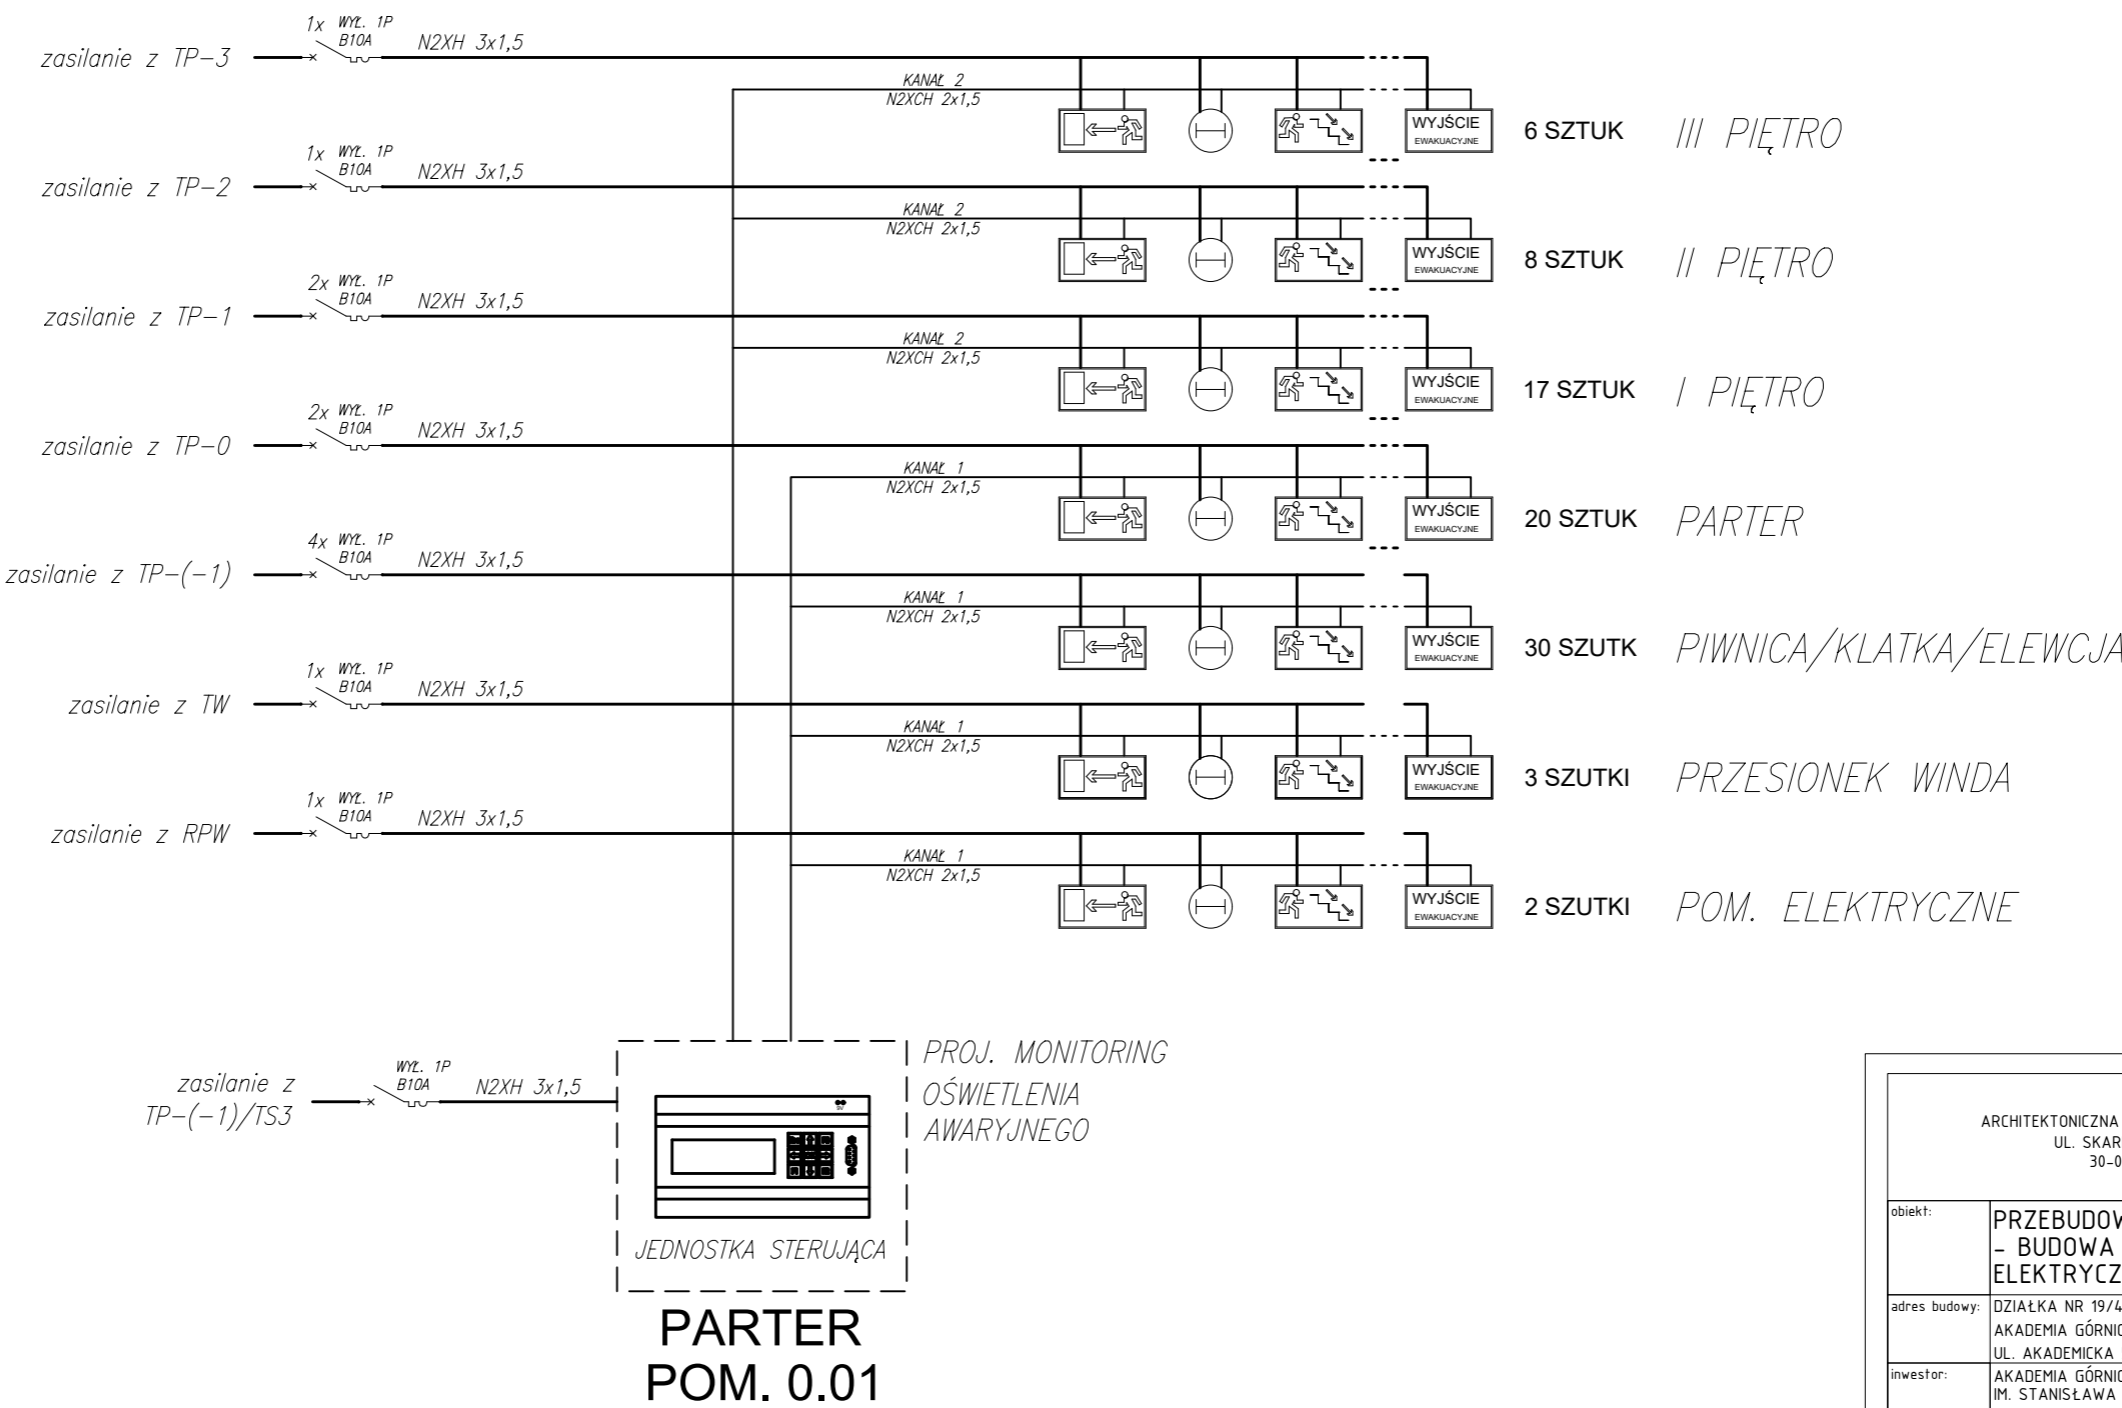 1x WYŁ. 1P
B10A
zasilanie z TP-3
N2XH 3x1,5
KANAŁ 2
N2XCH 2x1,5
WYJŚCIE
EWAKUACYJNE
6 SZTUK
III PIĘTRO
1x WYŁ. 1P
B10A
zasilanie z TP-2
N2XH 3x1,5
KANAŁ 2
N2XCH 2x1,5
WYJŚCIE
EWAKUACYJNE
8 SZTUK
II PIĘTRO
2x WYŁ. 1P
B10A
zasilanie z TP-1
N2XH 3x1,5
KANAŁ 2
N2XCH 2x1,5
WYJŚCIE
EWAKUACYJNE
17 SZTUK
I PIĘTRO
2x WYŁ. 1P
B10A
zasilanie z TP-0
N2XH 3x1,5
KANAŁ 1
N2XCH 2x1,5
WYJŚCIE
EWAKUACYJNE
20 SZTUK
PARTER
4x WYŁ. 1P
B10A
zasilanie z TP-(-1)
N2XH 3x1,5
KANAŁ 1
N2XCH 2x1,5
WYJŚCIE
EWAKUACYJNE
30 SZUTK
PIWNICA/KLATKA/ELEWCJA
1x WYŁ. 1P
B10A
zasilanie z TW
N2XH 3x1,5
KANAŁ 1
N2XCH 2x1,5
WYJŚCIE
EWAKUACYJNE
3 SZUTKI
PRZESIONEK WINDA
1x WYŁ. 1P
B10A
zasilanie z RPW
N2XH 3x1,5
KANAŁ 1
N2XCH 2x1,5
WYJŚCIE
EWAKUACYJNE
2 SZUTKI
POM. ELEKTRYCZNE
WYŁ. 1P
B10A
zasilanie z
TP-(-1)/TS3
N2XH 3x1,5
PROJ. MONITORING
OŚWIETLENIA
AWARYJNEGO
JEDNOSTKA STERUJĄCA
PARTER
POM. 0.01
ARCHITEKTONICZNA
UL. SKAR
30-0
obiekt:
PRZEBUDOW
- BUDOWA
ELEKTRYCZ
adres budowy:
DZIAŁKA NR 19/4
AKADEMIA GÓRNIC
UL. AKADEMICKA
inwestor:
AKADEMIA GÓRNIC
IM. STANISŁAWA